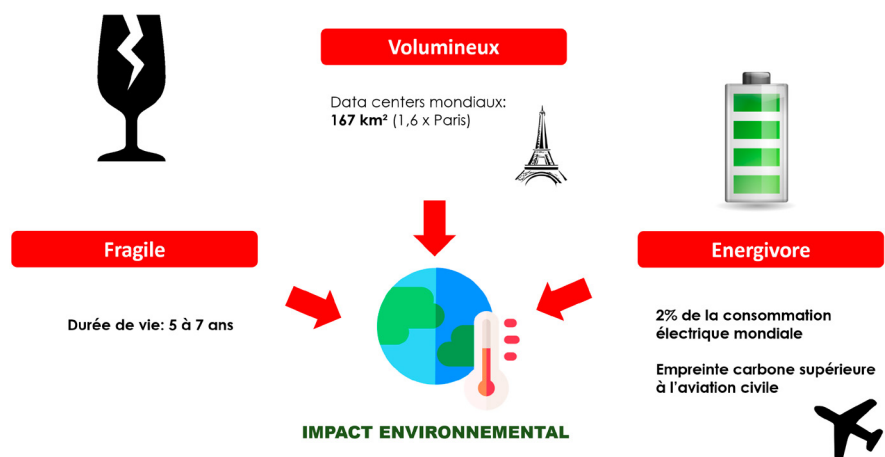 Volumineux
Data centers mondiaux:
167 km² (1,6 x Paris)
Fragile
Durée de vie: 5 à 7 ans
Energivore
2% de la consommation
électrique mondiale
Empreinte carbone supérieure
à l'aviation civile
IMPACT ENVIRONNEMENTAL